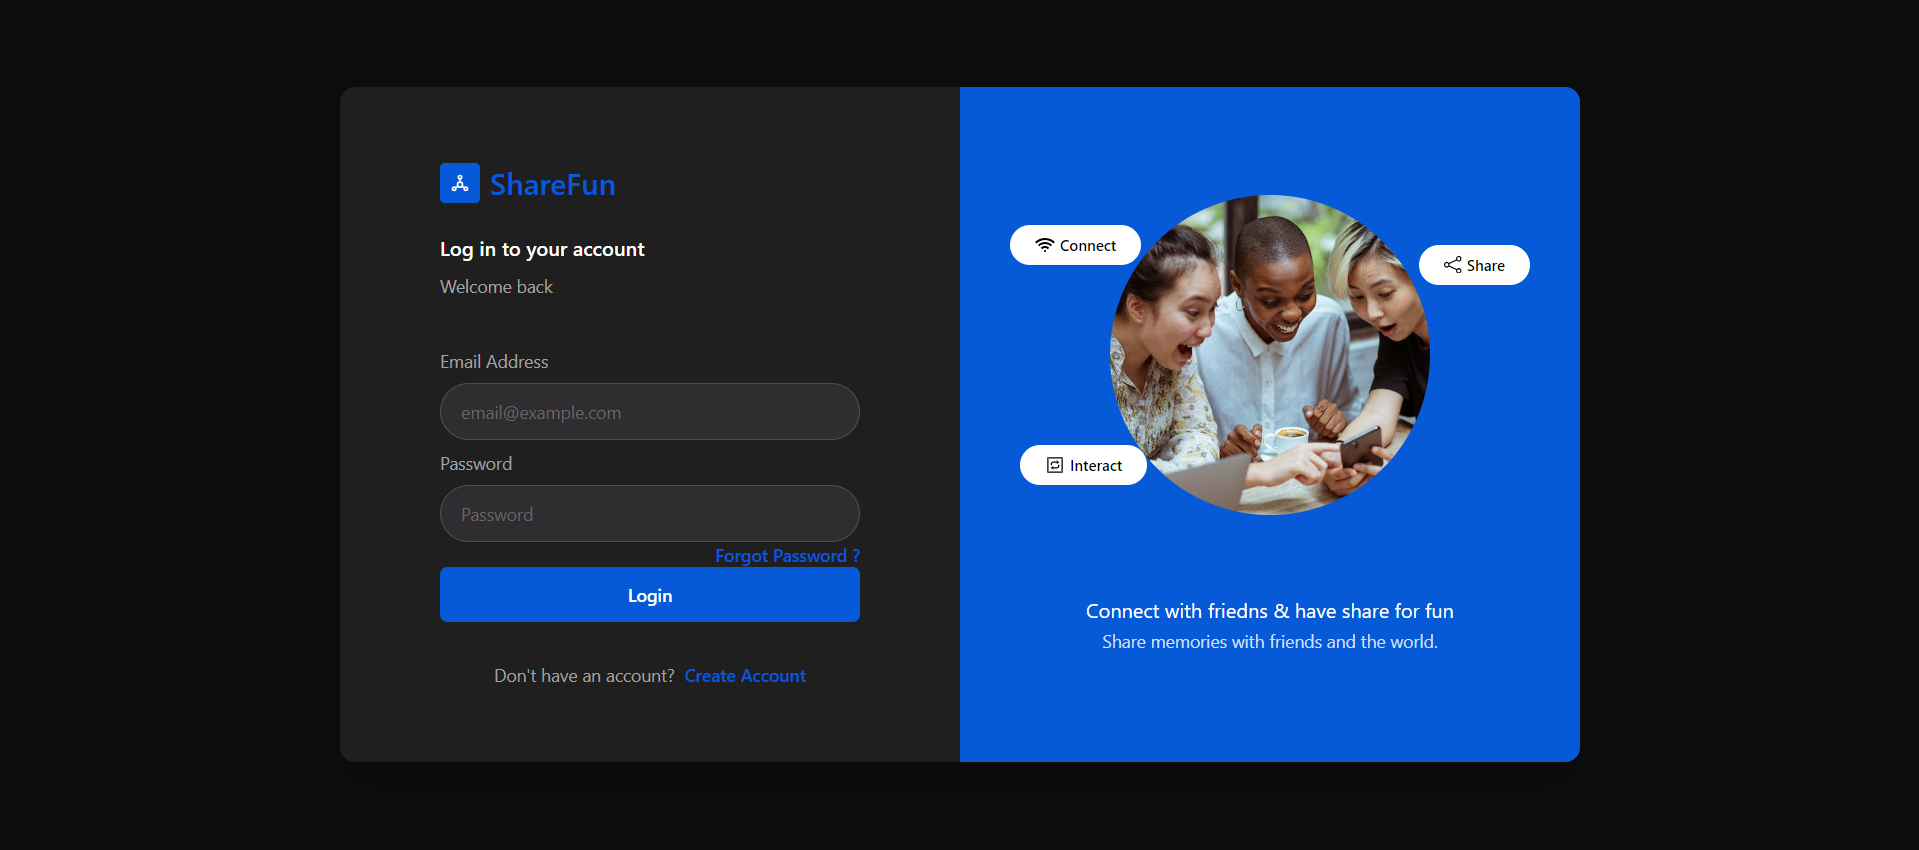 ShareFun
Log in to your account
Welcome back
Email Address
email@example.com
Password
Password
Forgot Password ?
Login
Don't have an account? Create Account
Connect
Share
Interact
Connect with friedns & have share for fun
Share memories with friends and the world.